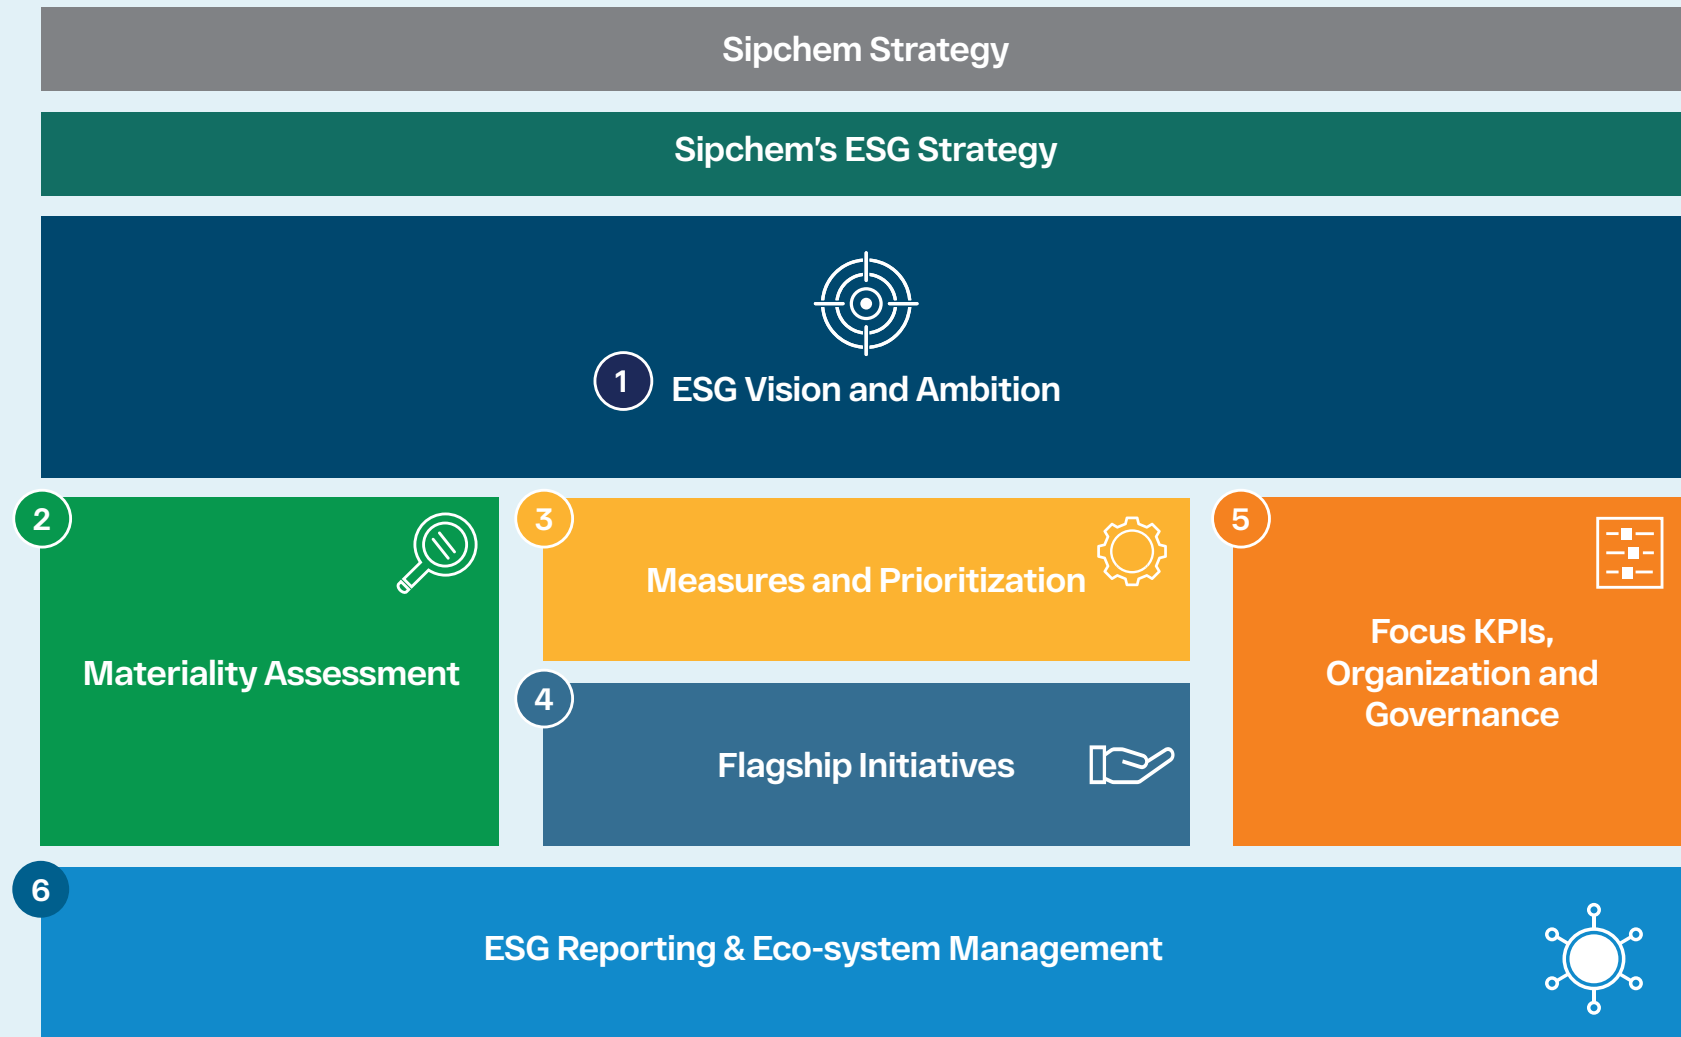 Sipchem Strategy
Sipchem’s ESG Strategy
1
ESG Vision and Ambition
2
Materiality Assessment
3
Measures and Prioritization
4
Flagship Initiatives
5
Focus KPIs,
Organization and
Governance
6
ESG Reporting & Eco-system Management